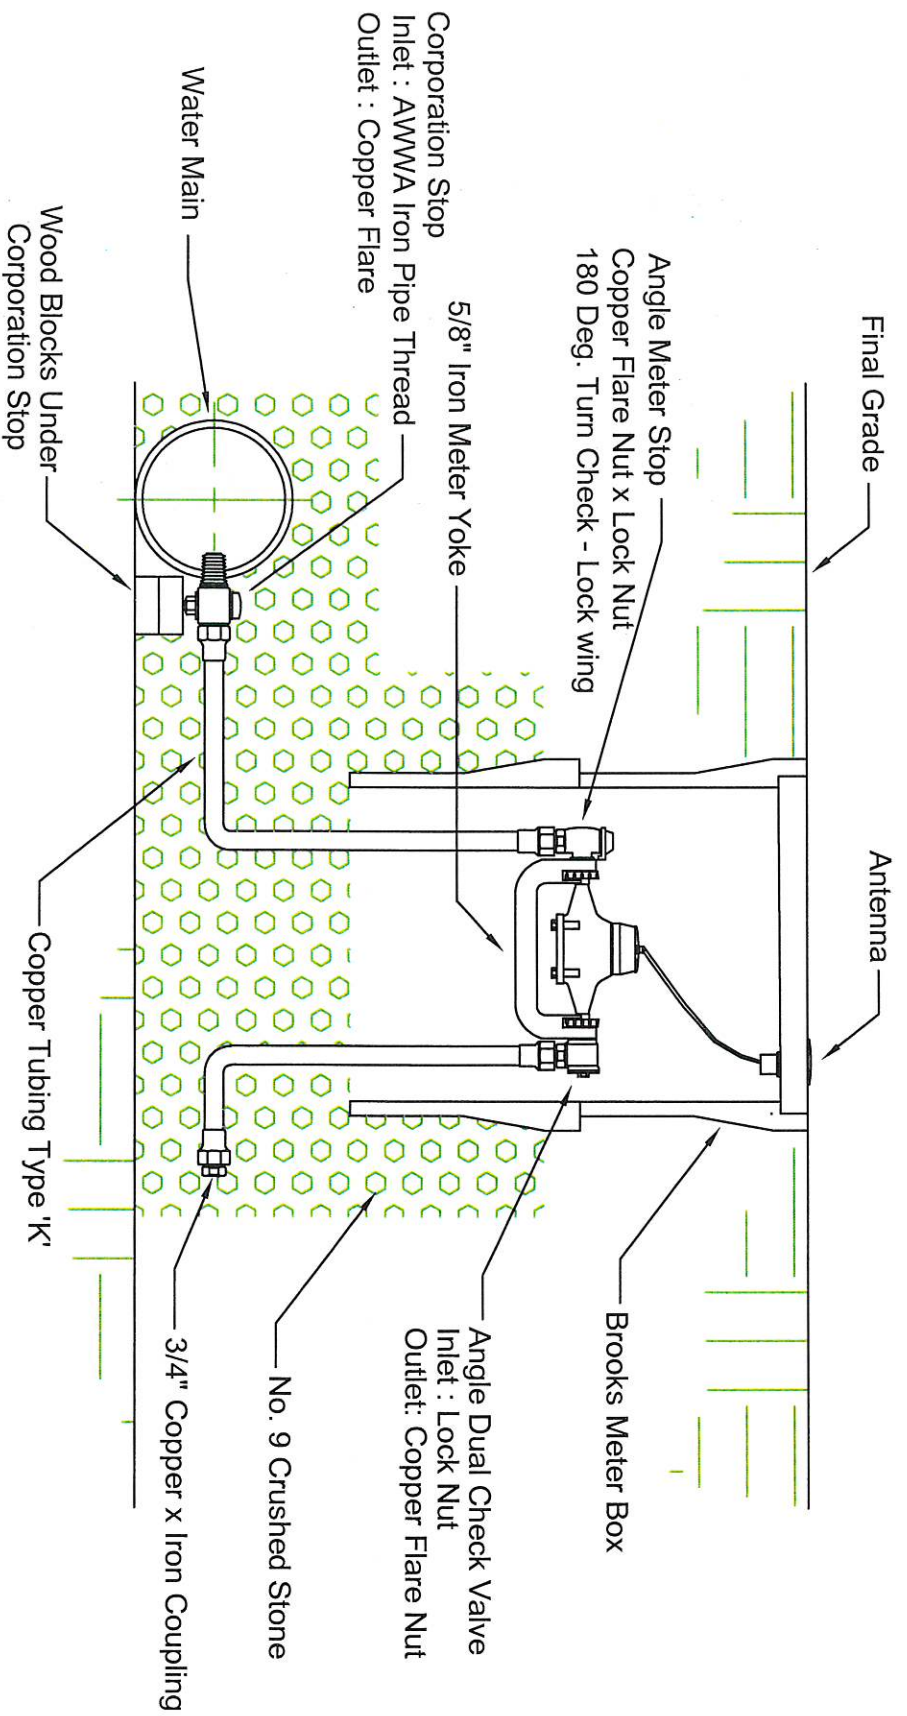 Final Grade
Antenna
Angle Meter Stop
Copper Flare Nut x Lock Nut
180 Deg. Turn Check - Lock wing
Brooks Meter Box
5/8" Iron Meter Yoke
Angle Dual Check Valve
Inlet : Lock Nut
Outlet: Copper Flare Nut
Corporation Stop
Inlet : AWWA Iron Pipe Thread
Outlet : Copper Flare
No. 9 Crushed Stone
Water Main
3/4" Copper x Iron Coupling
Wood Blocks Under
Corporation Stop
Copper Tubing Type 'K'